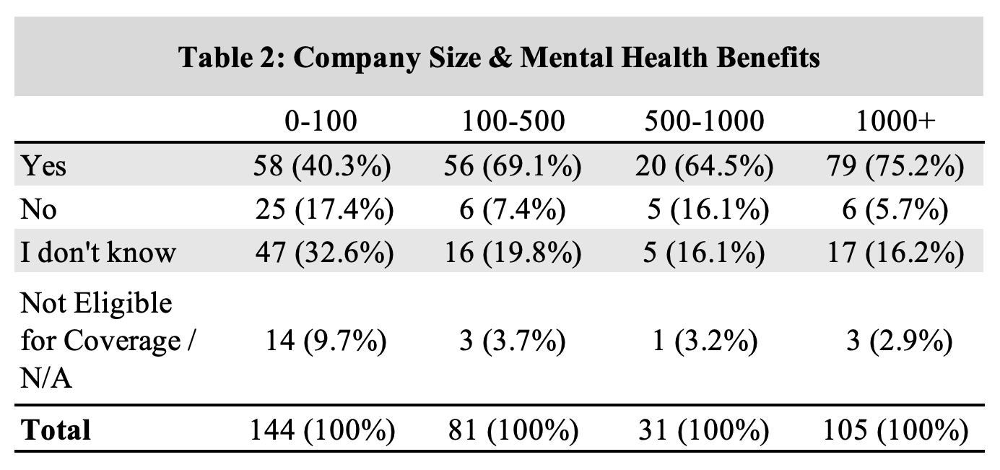 Table 2: Company Size & Mental Health Benefits
0-100 100-500 500-1000 1000+
Yes 58 (40.3%) 56 (69.1%) 20 (64.5%) 79 (75.2%)
No 25 (17.4%) 6 (7.4%) 5 (16.1%) 6 (5.7%)
I don't know 47 (32.6%) 16 (19.8%) 5 (16.1%) 17 (16.2%)
Not Eligible
for Coverage / 14 (9.7%) 3 (3.7%) 1 (3.2%) 3 (2.9%)
N/A
Total 144 (100%) 81 (100%) 31 (100%) 105 (100%)